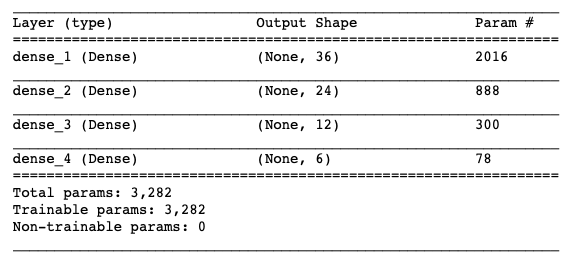 Layer (type) Output Shape Param #
=================================================================
dense_1 (Dense) (None, 36) 2016
_________________________________________________________________
dense_2 (Dense) (None, 24) 888
_________________________________________________________________
dense_3 (Dense) (None, 12) 300
_________________________________________________________________
dense_4 (Dense) (None, 6) 78
=================================================================
Total params: 3,282
Trainable params: 3,282
Non-trainable params: 0